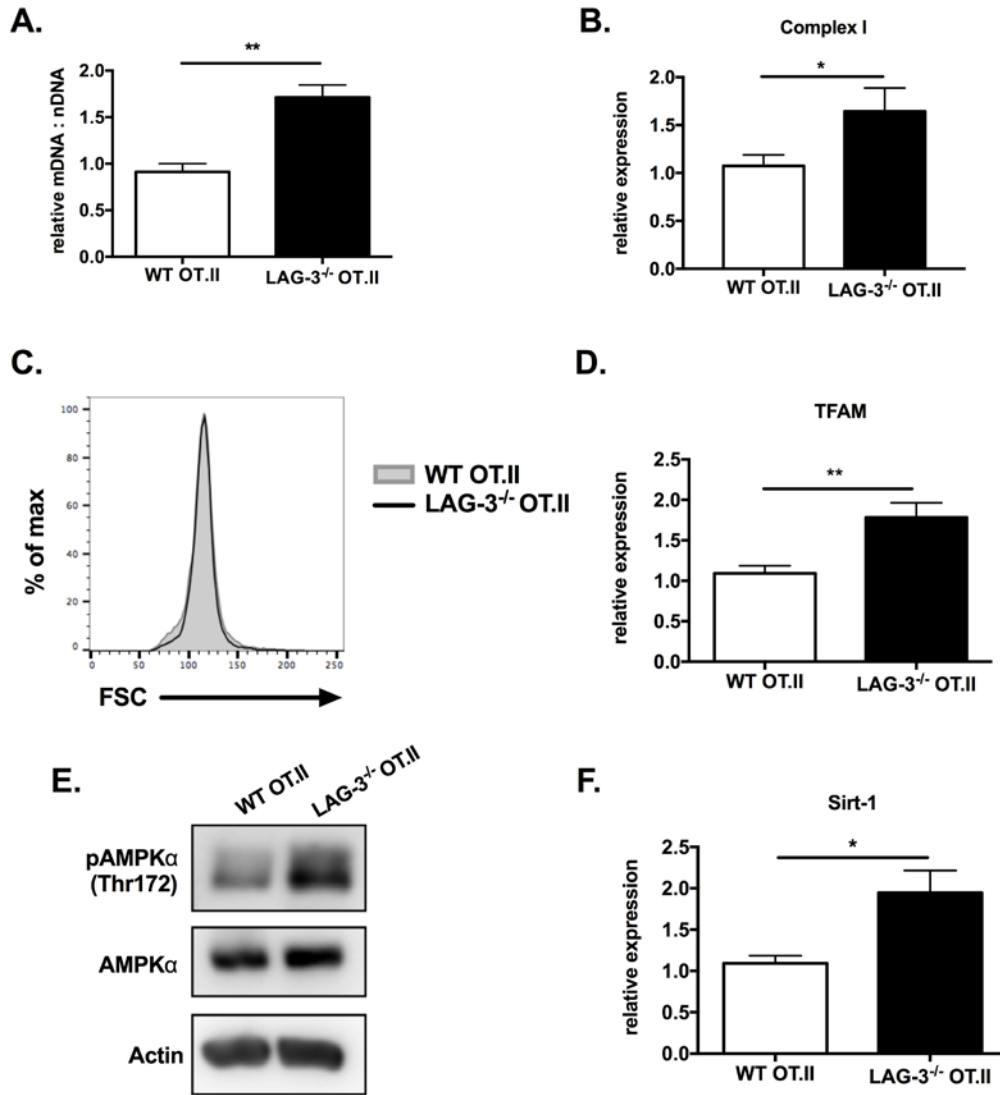 A.
**
2.0
1.5
1.0
0.5
0.0
relative mDNA : nDNA
WT OT.II
LAG-3-/- OT.II
B.
Complex I
*
2.0
1.5
1.0
0.5
0.0
relative expression
WT OT.II
LAG-3-/- OT.II
C.
100
80
60
40
20
0
% of max
0
50
100
150
200
250
FSC
WT OT.II
LAG-3-/- OT.II
D.
TFAM
**
2.5
2.0
1.5
1.0
0.5
0.0
relative expression
WT OT.II
LAG-3-/- OT.II
E.
WT OT.II
LAG-3-/- OT.II
pAMPKα
(Thr172)
AMPKα
Actin
F.
Sirt-1
*
2.5
2.0
1.5
1.0
0.5
0.0
relative expression
WT OT.II
LAG-3-/- OT.II